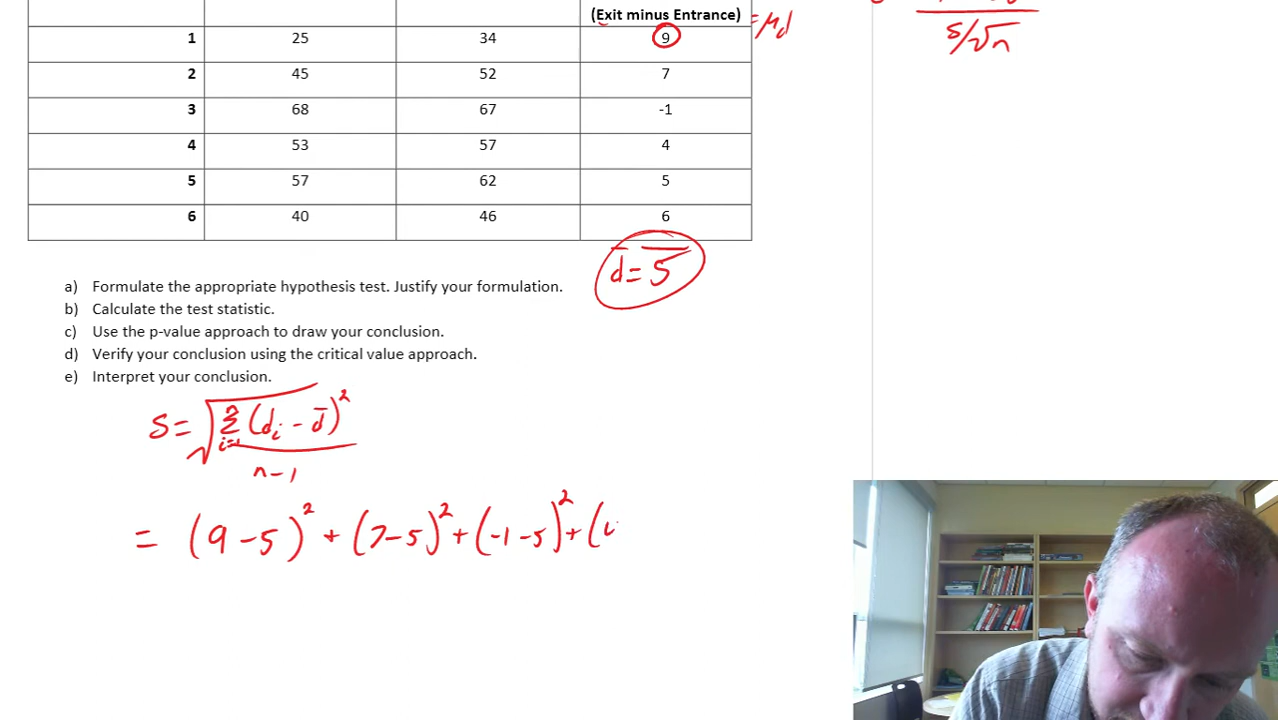 (Exit minus Entrance)
= μd
s/√n
1 25 34 9
2 45 52 7
3 68 67 -1
4 53 57 4
5 57 62 5
6 40 46 6
d̄ = 5
a) Formulate the appropriate hypothesis test. Justify your formulation.
b) Calculate the test statistic.
c) Use the p-value approach to draw your conclusion.
d) Verify your conclusion using the critical value approach.
e) Interpret your conclusion.
s = √ Σ (di - d̄)²
n i=1
n-1
= (9-5)² + (7-5)² + (-1-5)² + (